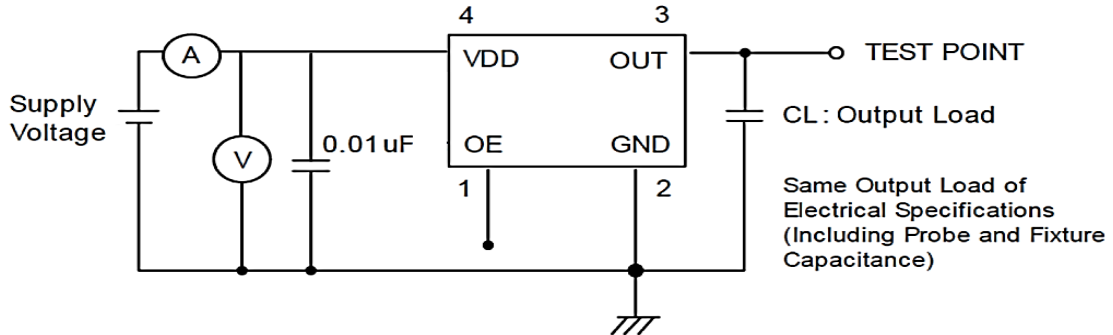 4
3
A
VDD
OUT
TEST POINT
Supply
Voltage
CL: Output Load
0.01uF
V
OE
GND
1
2
Same Output Load of
Electrical Specifications
(Including Probe and Fixture
Capacitance)